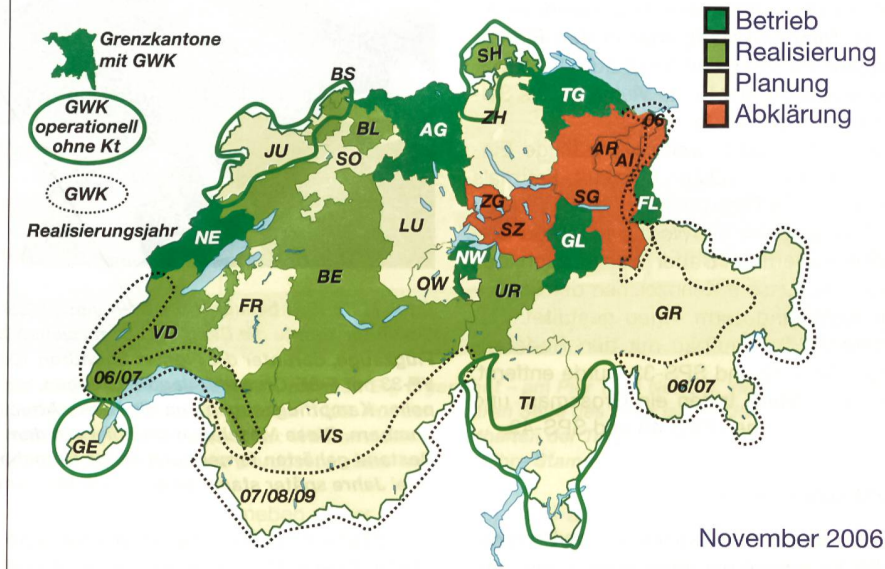 Grenzkantone
mit GWK
GWK
operationell
ohne Kt
GWK
Realisierungsjahr
Betrieb
Realisierung
Planung
Abklärung
SH
BS
TG
06
BL
AG
ZH
JU
SO
AR
AI
ZG
SG
FL
LU
NE
SZ
GL
NW
BE
OW
UR
FR
GR
VD
06/07
06/07
TI
GE
VS
07/08/09
November 2006